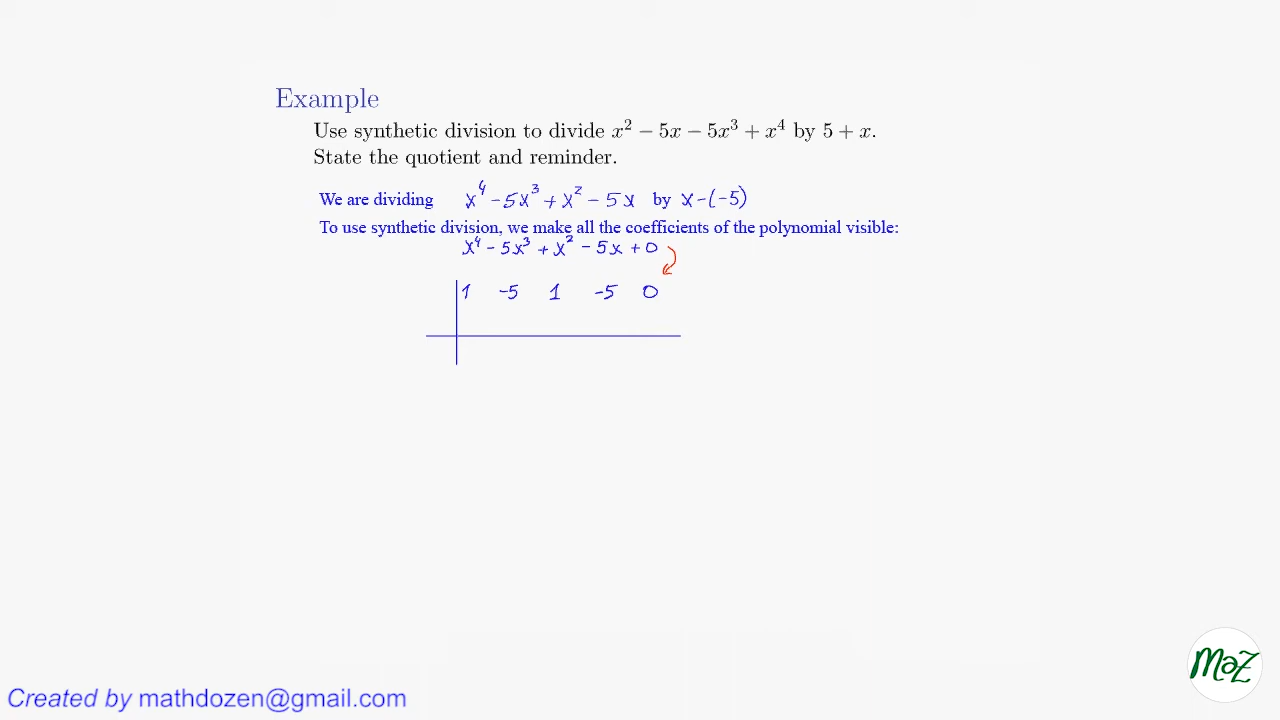 Example
Use synthetic division to divide x² − 5x − 5x³ + x⁴ by 5 + x.
State the quotient and reminder.
We are dividing x⁴ - 5x³ + x² - 5x by x-(-5)
To use synthetic division, we make all the coefficients of the polynomial visible:
x⁴ - 5x³ + x² - 5x + 0
1 -5 1 -5 0
Created by mathdozen@gmail.com
MaZ